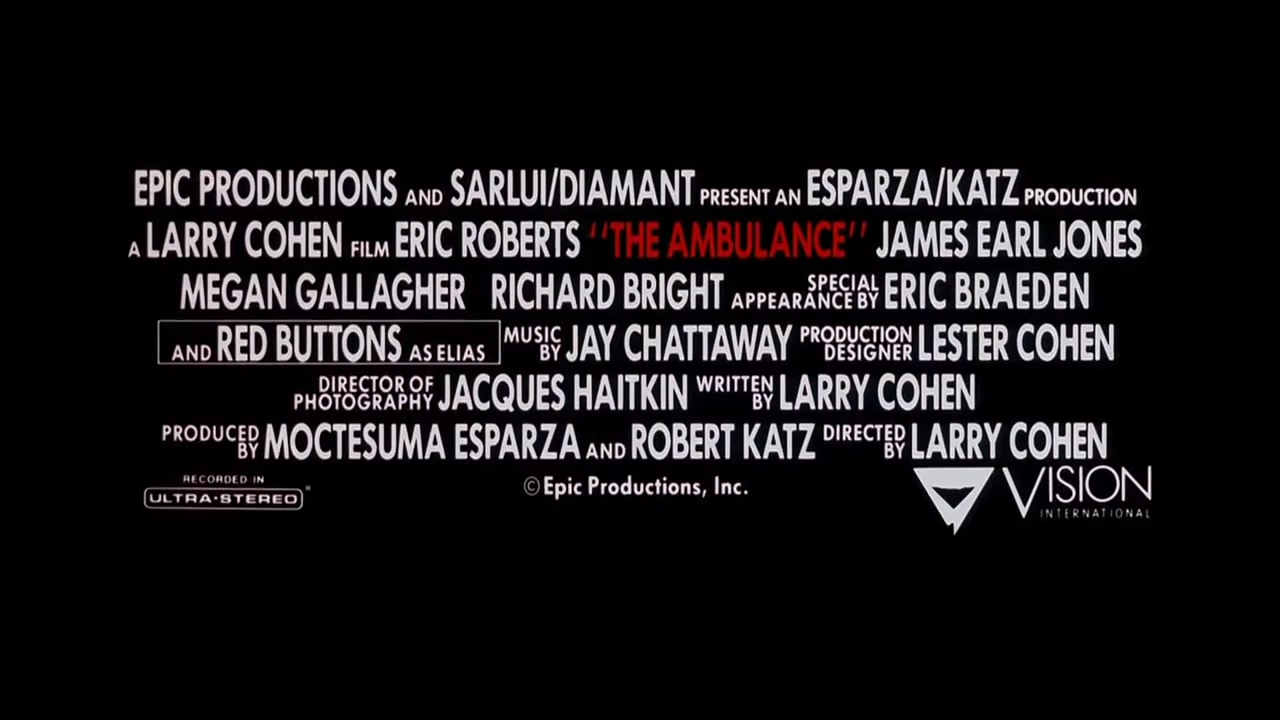 EPIC PRODUCTIONS AND SARLUI/DIAMANT PRESENT AN ESPARZA/KATZ PRODUCTION
A LARRY COHEN FILM ERIC ROBERTS ''THE AMBULANCE'' JAMES EARL JONES
MEGAN GALLAGHER RICHARD BRIGHT SPECIAL APPEARANCE BY ERIC BRAEDEN
AND RED BUTTONS AS ELIAS MUSIC BY JAY CHATTAWAY PRODUCTION DESIGNER LESTER COHEN
DIRECTOR OF PHOTOGRAPHY JACQUES HAITKIN WRITTEN BY LARRY COHEN
PRODUCED BY MOCTESUMA ESPARZA AND ROBERT KATZ DIRECTED BY LARRY COHEN
RECORDED IN
ULTRA·STEREO
© Epic Productions, Inc.
VISION
INTERNATIONAL